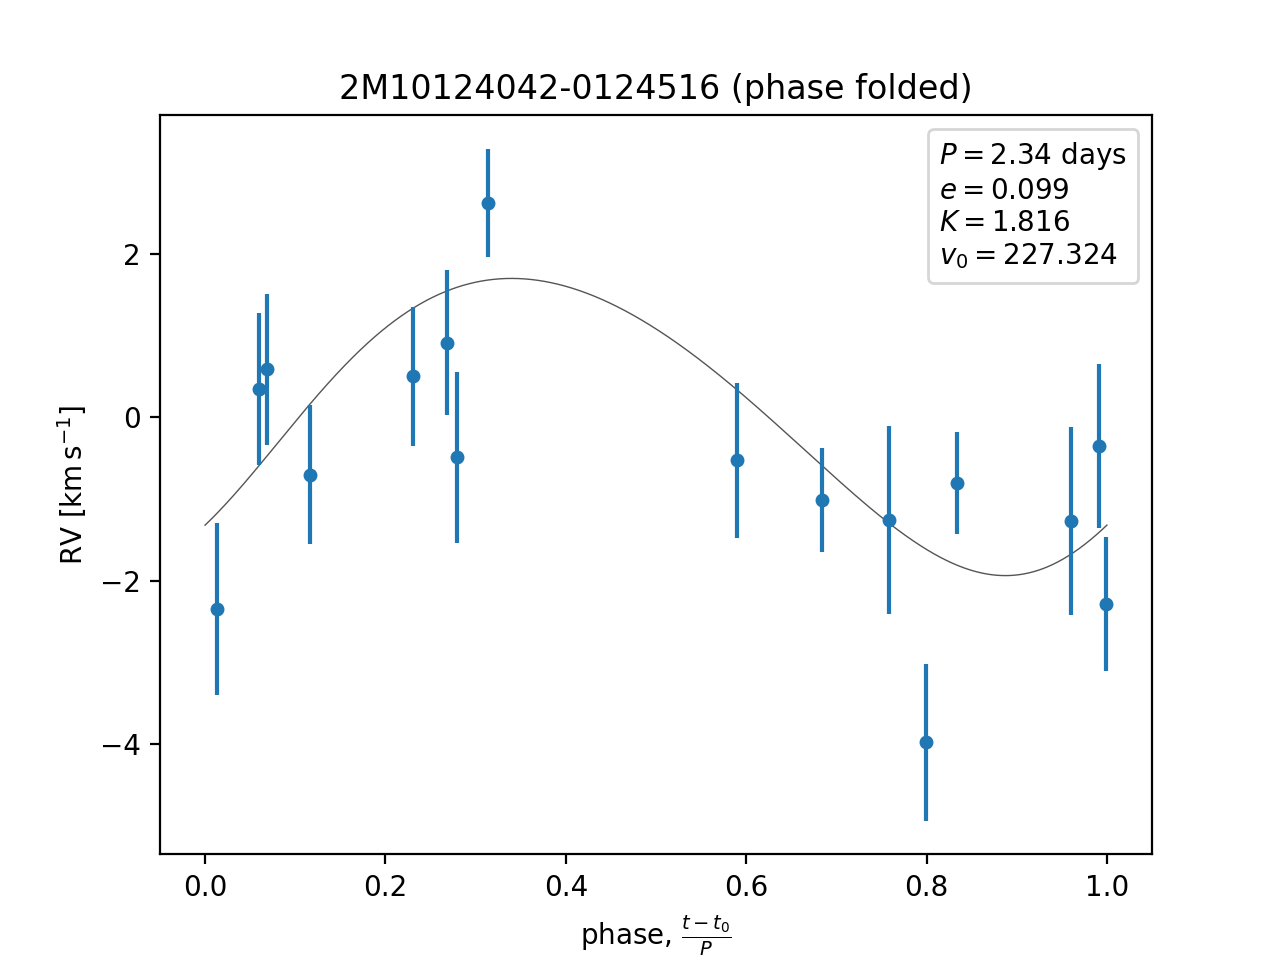 2M10124042-0124516 (phase folded)
P = 2.34 days
e = 0.099
K = 1.816
v₀ = 227.324
RV [km s⁻¹]
2
0
−2
−4
0.0 0.2 0.4 0.6 0.8 1.0
phase, (t − t₀)/P